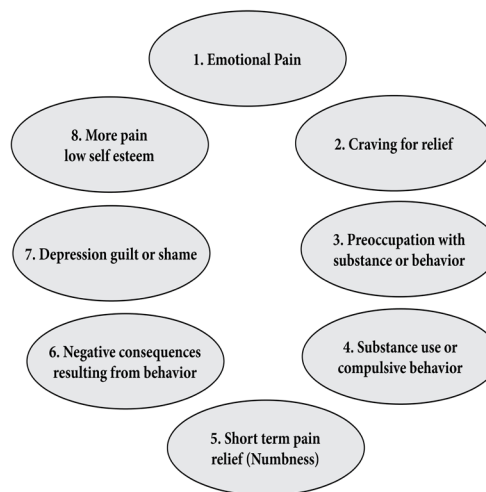 1. Emotional Pain
2. Craving for relief
3. Preoccupation with
substance or behavior
4. Substance use or
compulsive behavior
5. Short term pain
relief (Numbness)
6. Negative consequences
resulting from behavior
7. Depression guilt or shame
8. More pain
low self esteem